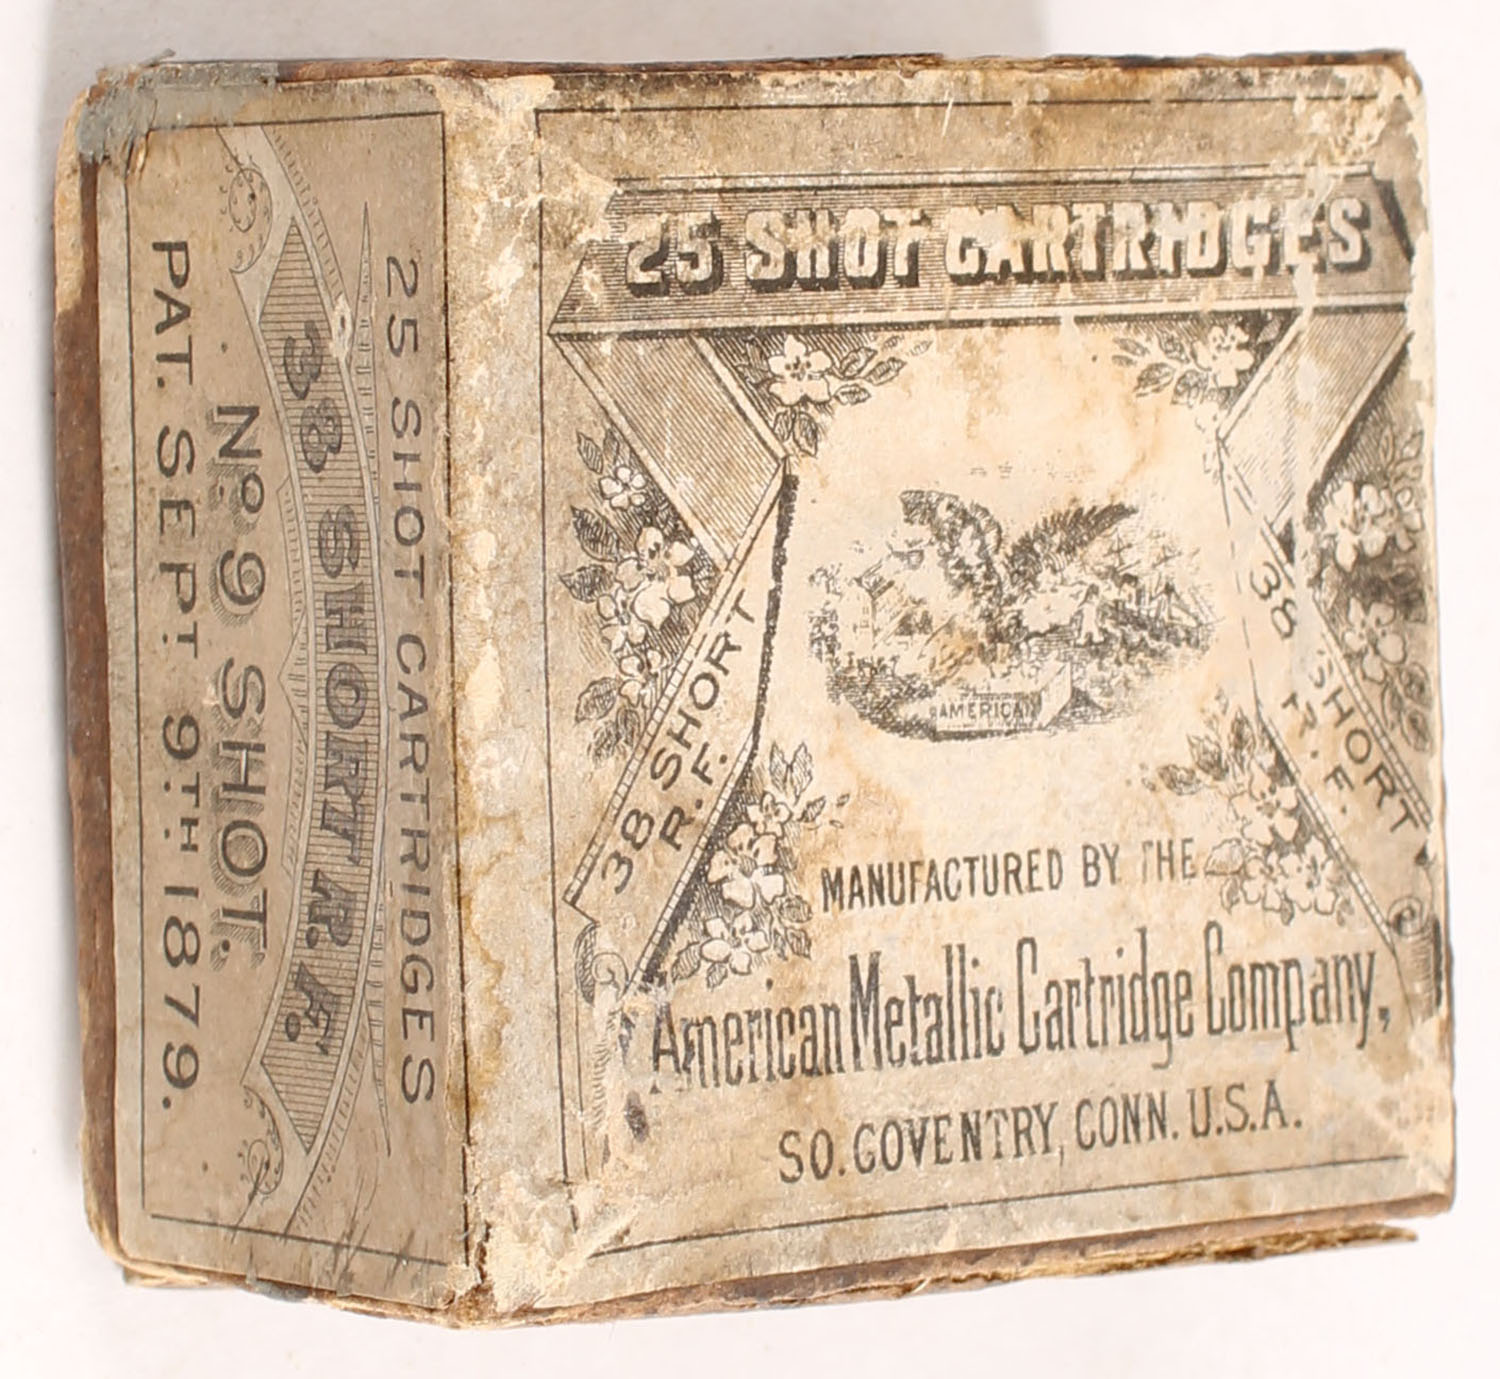 25 SHOT CARTRIDGES
AMERICAN
38 SHORT
R.F.
38 SHORT
R.F.
MANUFACTURED BY THE
American Metallic Cartridge Company,
SO. COVENTRY, CONN. U.S.A.
25 SHOT CARTRIDGES
38 SHORT R.F.
No. 9 SHOT.
PAT. SEPT. 9TH. 1879.